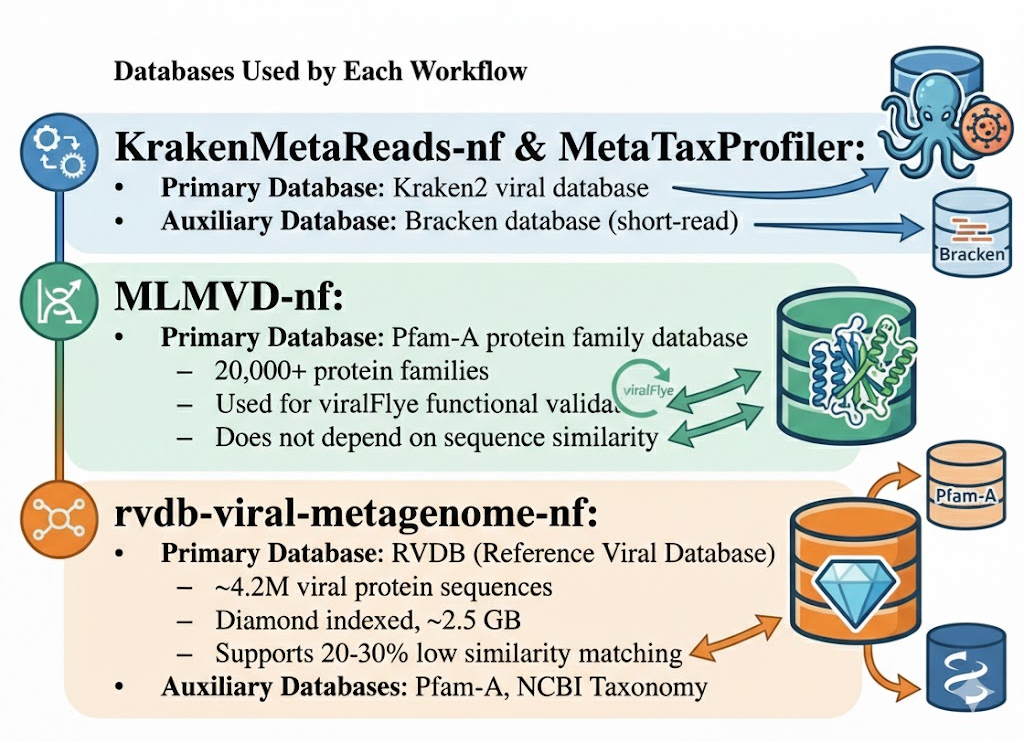 Databases Used by Each Workflow
KrakenMetaReads-nf & MetaTaxProfiler:
• Primary Database: Kraken2 viral database
• Auxiliary Database: Bracken database (short-read)
Bracken
MLMVD-nf:
• Primary Database: Pfam-A protein family database
– 20,000+ protein families
– Used for viralFlye functional valida
viralFlye
– Does not depend on sequence similarity
rvdb-viral-metagenome-nf:
• Primary Database: RVDB (Reference Viral Database)
– ~4.2M viral protein sequences
– Diamond indexed, ~2.5 GB
– Supports 20-30% low similarity matching
• Auxiliary Databases: Pfam-A, NCBI Taxonomy
Pfam-A